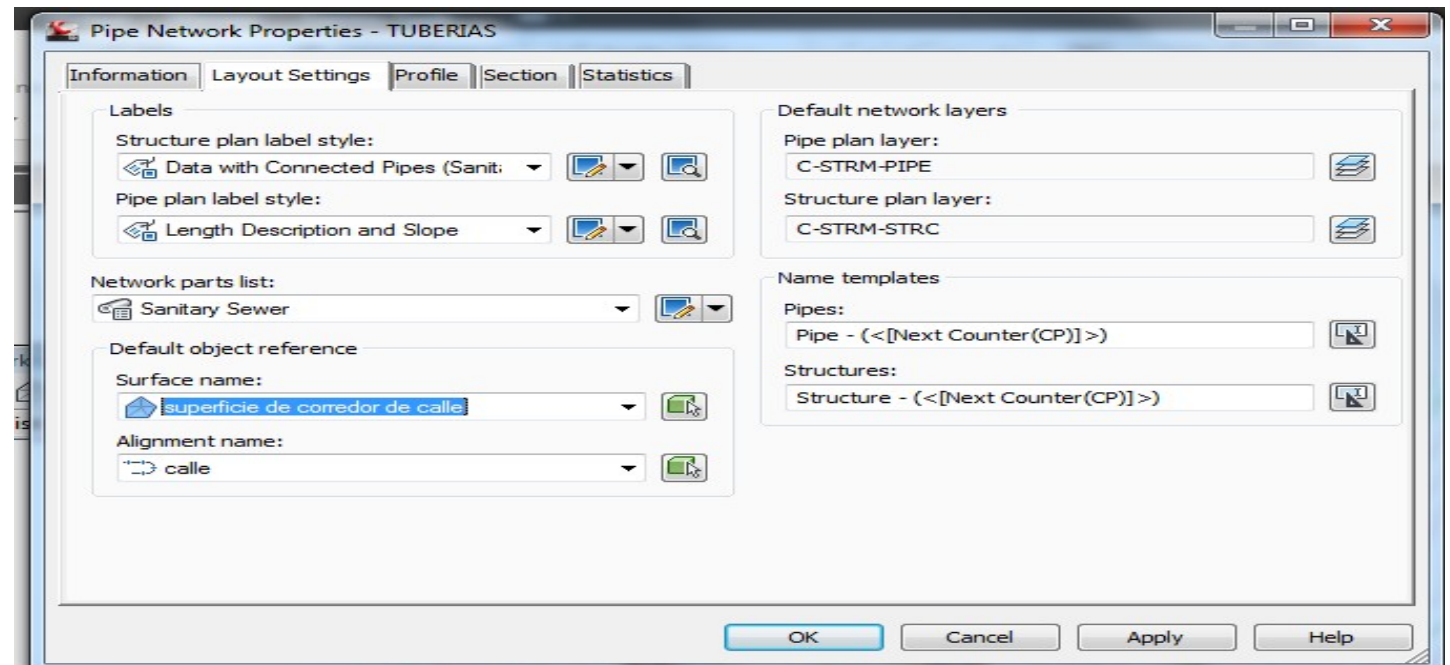 Pipe Network Properties - TUBERIAS
Information Layout Settings Profile Section Statistics
Labels
Structure plan label style:
Data with Connected Pipes (Sanit
Pipe plan label style:
Length Description and Slope
Network parts list:
Sanitary Sewer
Default object reference
Surface name:
superficie de corredor de calle
Alignment name:
calle
Default network layers
Pipe plan layer:
C-STRM-PIPE
Structure plan layer:
C-STRM-STRC
Name templates
Pipes:
Pipe - (<[Next Counter(CP)]>)
Structures:
Structure - (<[Next Counter(CP)]>)
OK Cancel Apply Help